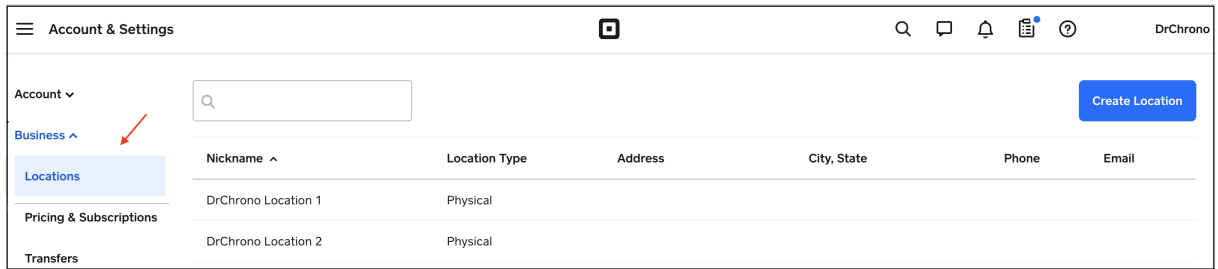 Account & Settings DrChrono
Account
Business
Locations
Pricing & Subscriptions
Transfers
Create Location
Nickname Location Type Address City, State Phone Email
DrChrono Location 1 Physical
DrChrono Location 2 Physical